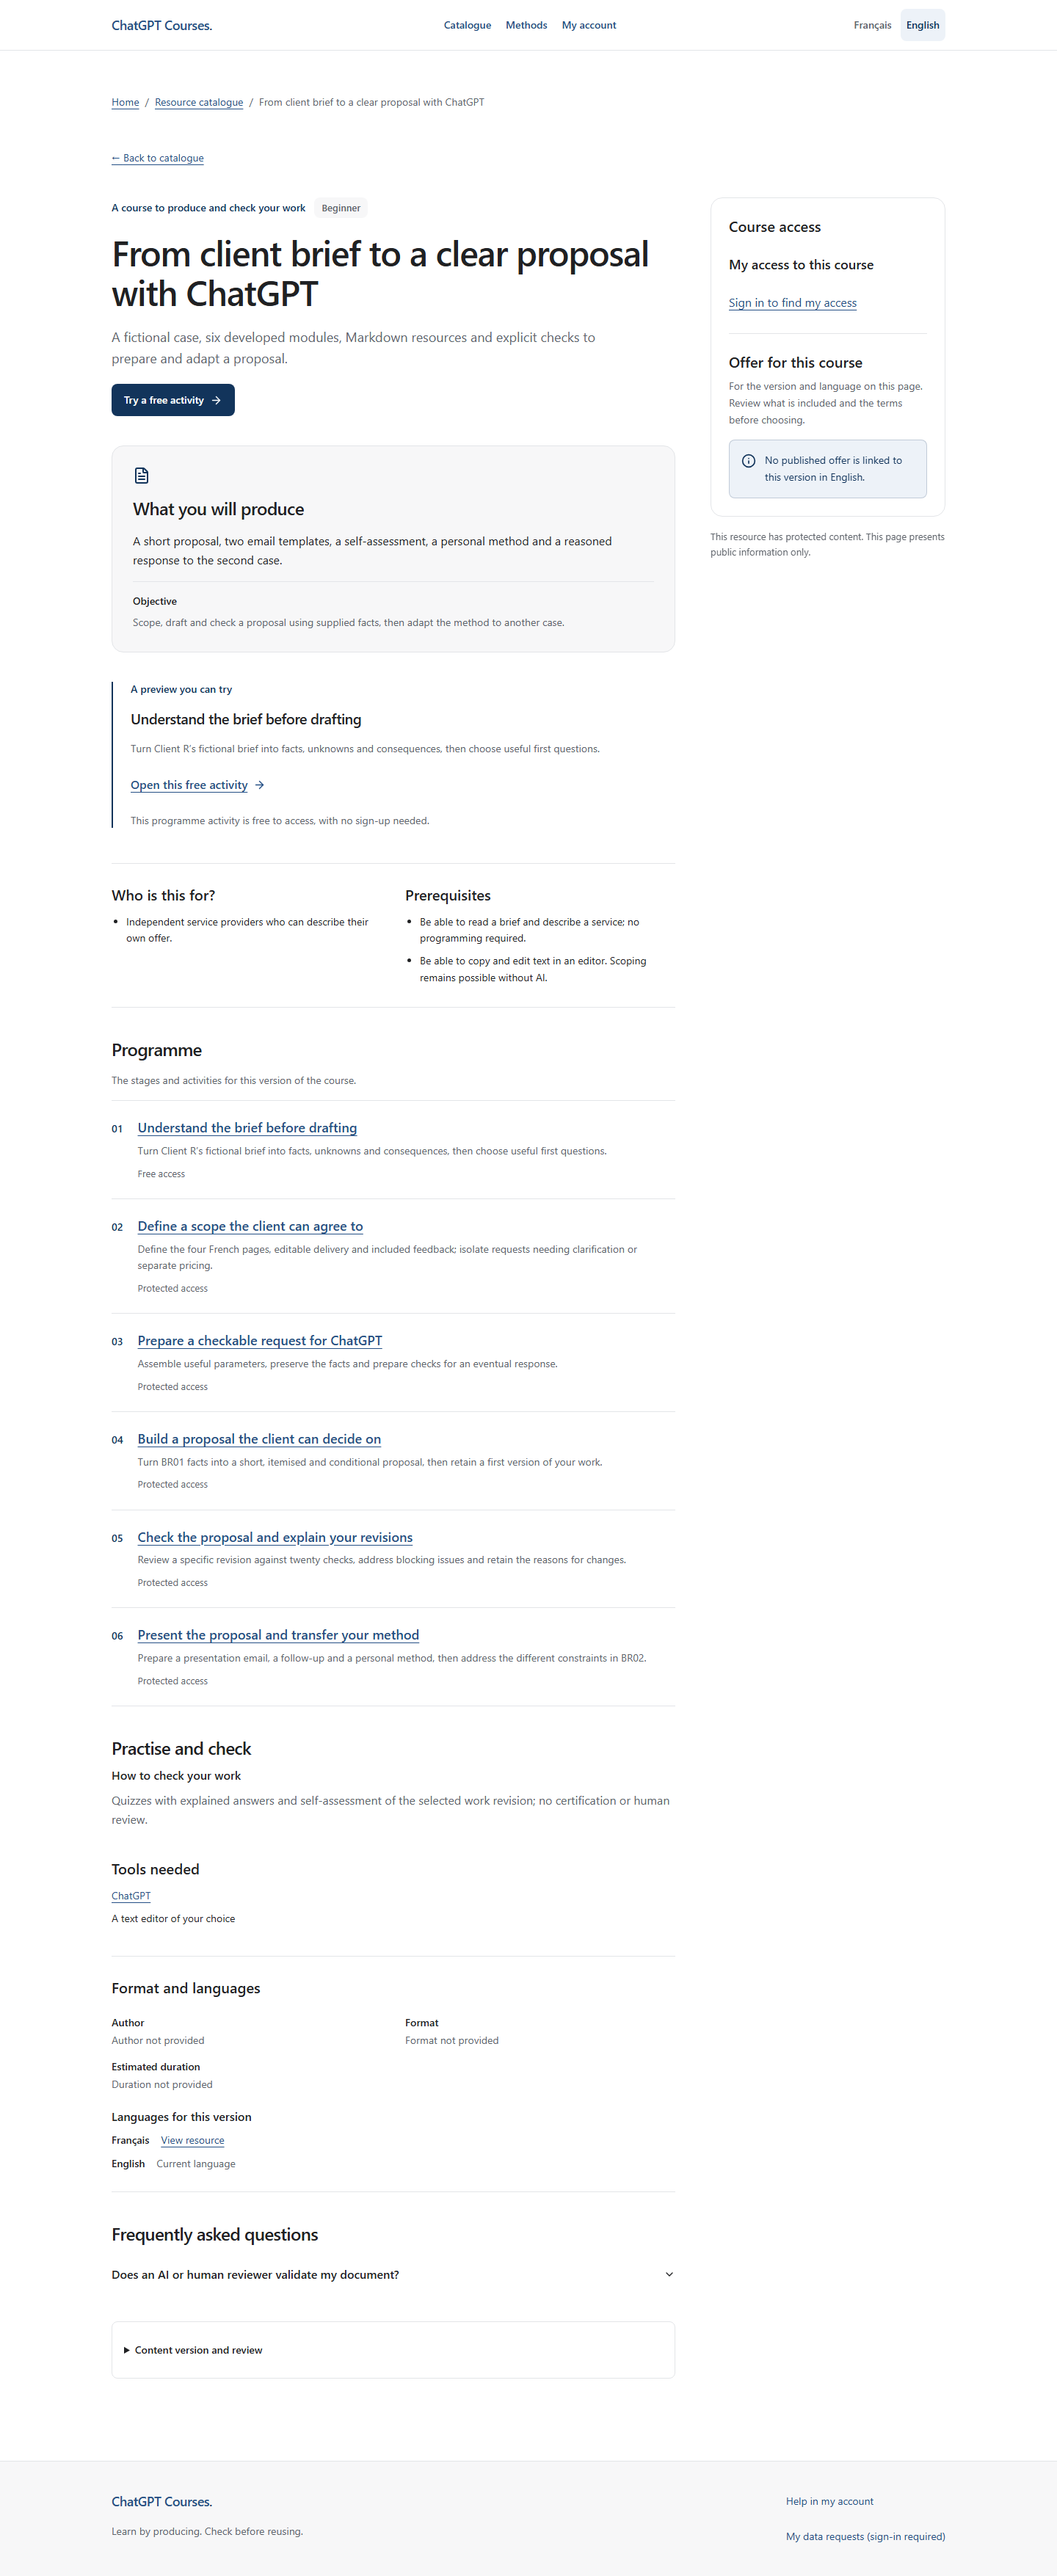 ChatGPT Courses.
Catalogue
Methods
My account
Français
English
Home / Resource catalogue / From client brief to a clear proposal with ChatGPT
← Back to catalogue
A course to produce and check your work
Beginner
From client brief to a clear proposal
with ChatGPT
A fictional case, six developed modules, Markdown resources and explicit checks to
prepare and adapt a proposal.
Try a free activity →
What you will produce
A short proposal, two email templates, a self-assessment, a personal method and a reasoned
response to the second case.
Objective
Scope, draft and check a proposal using supplied facts, then adapt the method to another case.
A preview you can try
Understand the brief before drafting
Turn Client R's fictional brief into facts, unknowns and consequences, then choose useful first questions.
Open this free activity →
This programme activity is free to access, with no sign-up needed.
Who is this for?
• Independent service providers who can describe their
own offer.
Prerequisites
• Be able to read a brief and describe a service; no
programming required.
• Be able to copy and edit text in an editor. Scoping
remains possible without AI.
Programme
The stages and activities for this version of the course.
01 Understand the brief before drafting
Turn Client R's fictional brief into facts, unknowns and consequences, then choose useful first questions.
Free access
02 Define a scope the client can agree to
Define the four French pages, editable delivery and included feedback; isolate requests needing clarification or
separate pricing.
Protected access
03 Prepare a checkable request for ChatGPT
Assemble useful parameters, preserve the facts and prepare checks for an eventual response.
Protected access
04 Build a proposal the client can decide on
Turn BR01 facts into a short, itemised and conditional proposal, then retain a first version of your work.
Protected access
05 Check the proposal and explain your revisions
Review a specific revision against twenty checks, address blocking issues and retain the reasons for changes.
Protected access
06 Present the proposal and transfer your method
Prepare a presentation email, a follow-up and a personal method, then address the different constraints in BR02.
Protected access
Practise and check
How to check your work
Quizzes with explained answers and self-assessment of the selected work revision; no certification or human
review.
Tools needed
ChatGPT
A text editor of your choice
Format and languages
Author
Author not provided
Format
Format not provided
Estimated duration
Duration not provided
Languages for this version
Français View resource
English Current language
Frequently asked questions
Does an AI or human reviewer validate my document?
Content version and review
Course access
My access to this course
Sign in to find my access
Offer for this course
For the version and language on this page.
Review what is included and the terms
before choosing.
No published offer is linked to
this version in English.
This resource has protected content. This page presents
public information only.
ChatGPT Courses.
Learn by producing. Check before reusing.
Help in my account
My data requests (sign-in required)